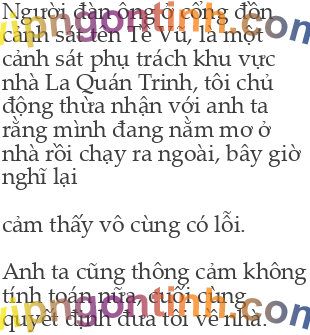 Người đàn ông ở cổng đồn
cảnh sát tên Tề Vũ, là một
cảnh sát phụ trách khu vực
nhà La Quán Trinh, tôi chủ
động thừa nhận với anh ta
rằng mình đang nằm mơ ở
nhà rồi chạy ra ngoài, bây giờ
nghĩ lại
cảm thấy vô cùng có lỗi.
Anh ta cũng thông cảm không
tính toán nữa, cuối cùng
quyết định đưa tôi về nhà.
vipngontinh.com
vipngontinh.com